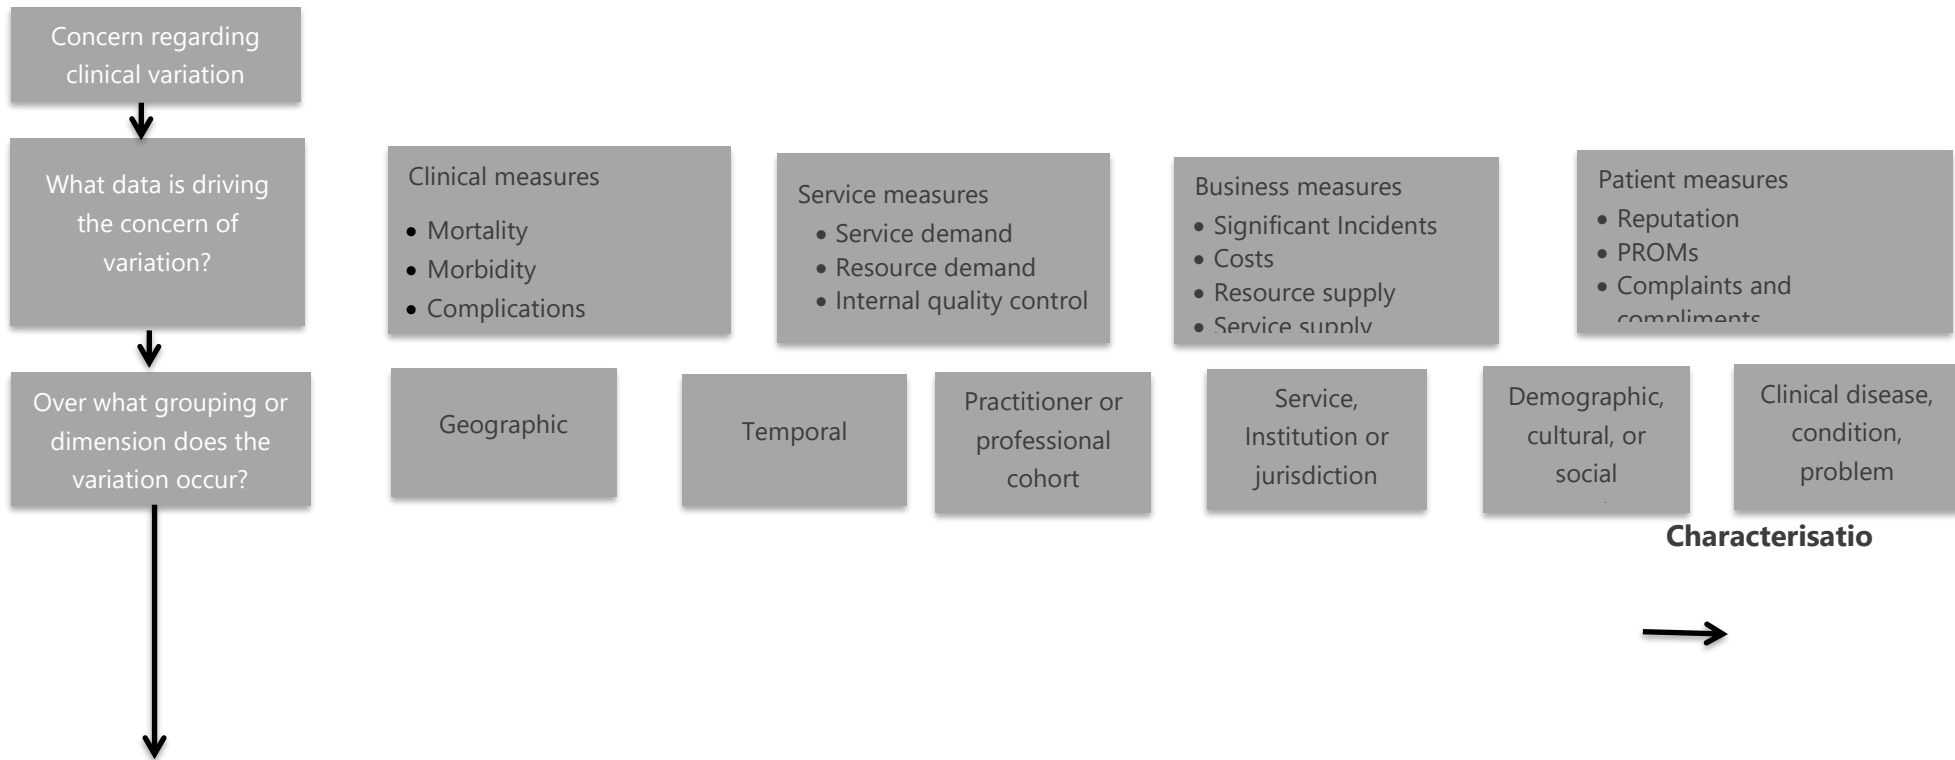 Concern regarding
clinical variation
What data is driving
the concern of
variation?
Clinical measures
• Mortality
• Morbidity
• Complications
Service measures
• Service demand
• Resource demand
• Internal quality control
Business measures
• Significant Incidents
• Costs
• Resource supply
• Service supply
Patient measures
• Reputation
• PROMs
• Complaints and
compliments
Over what grouping or
dimension does the
variation occur?
Geographic
Temporal
Practitioner or
professional
cohort
Service,
Institution or
jurisdiction
Demographic,
cultural, or
social
Clinical disease,
condition,
problem
Characterisatio